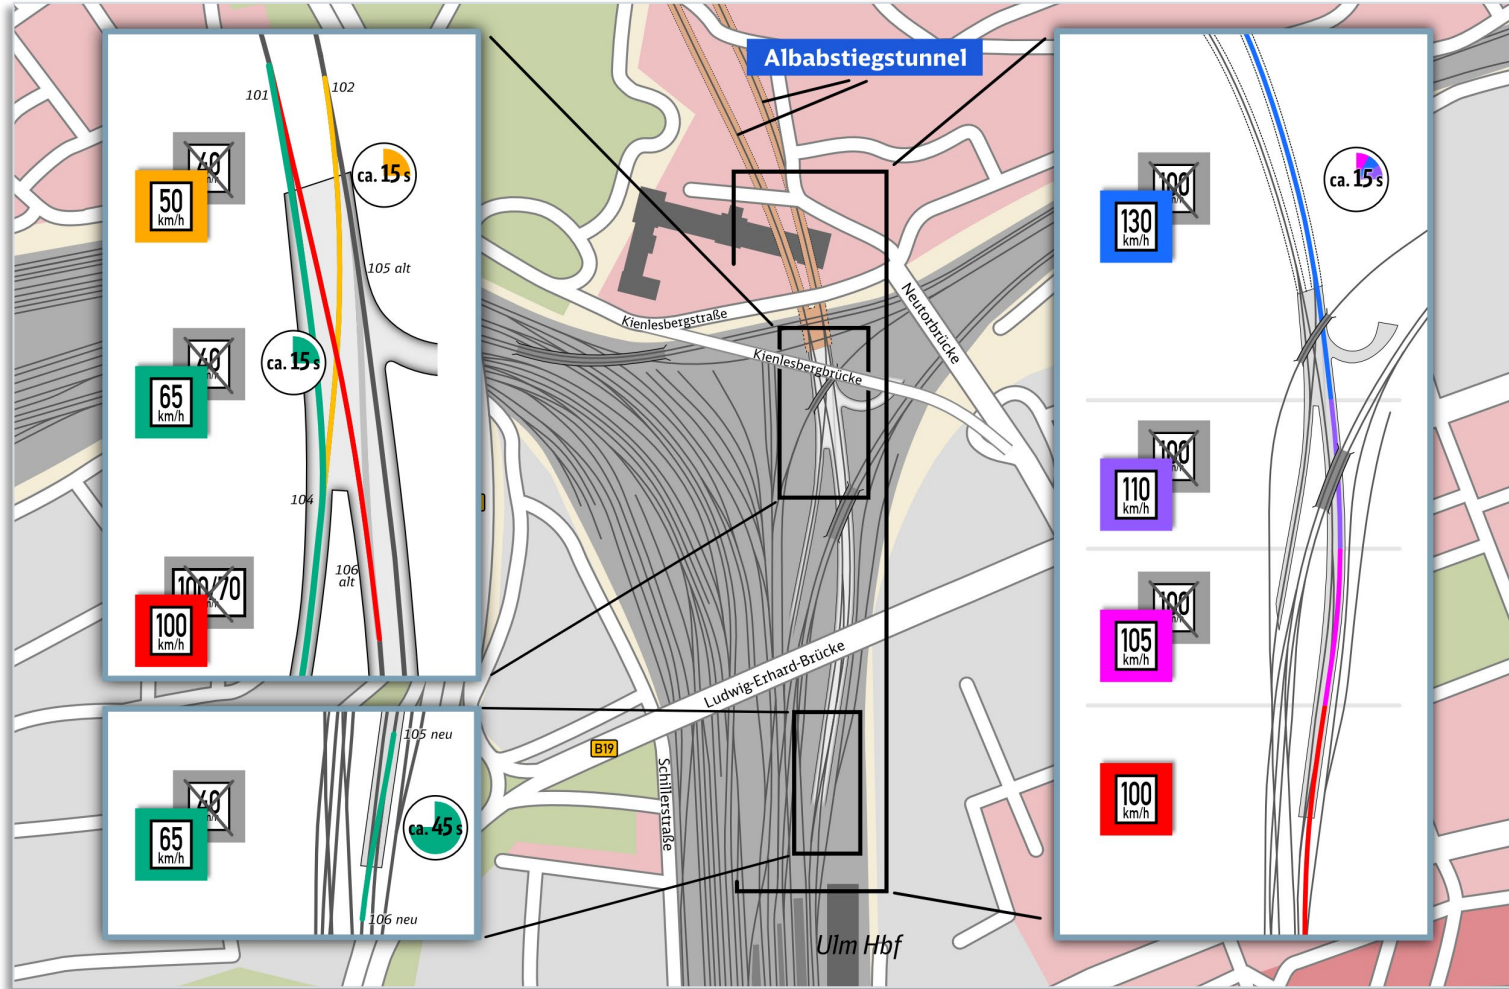 Albabstiegstunnel
101
102
40
50
km/h
ca. 15 s
105 alt
40
65
km/h
ca. 15 s
104
106
alt
100/70
100
km/h
105 neu
40
65
km/h
ca. 45 s
106 neu
Kienlesbergstraße
Kienlesbergbrücke
Neutorbrücke
Ludwig-Erhard-Brücke
B19
Schillerstraße
Ulm Hbf
100
130
km/h
ca. 15 s
100
110
km/h
100
105
km/h
100
km/h